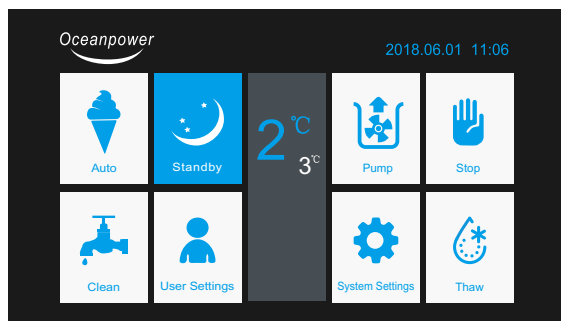 Oceanpower
2018.06.01 11:06
Auto
Standby
2℃
3℃
Pump
Stop
Clean
User Settings
System Settings
Thaw